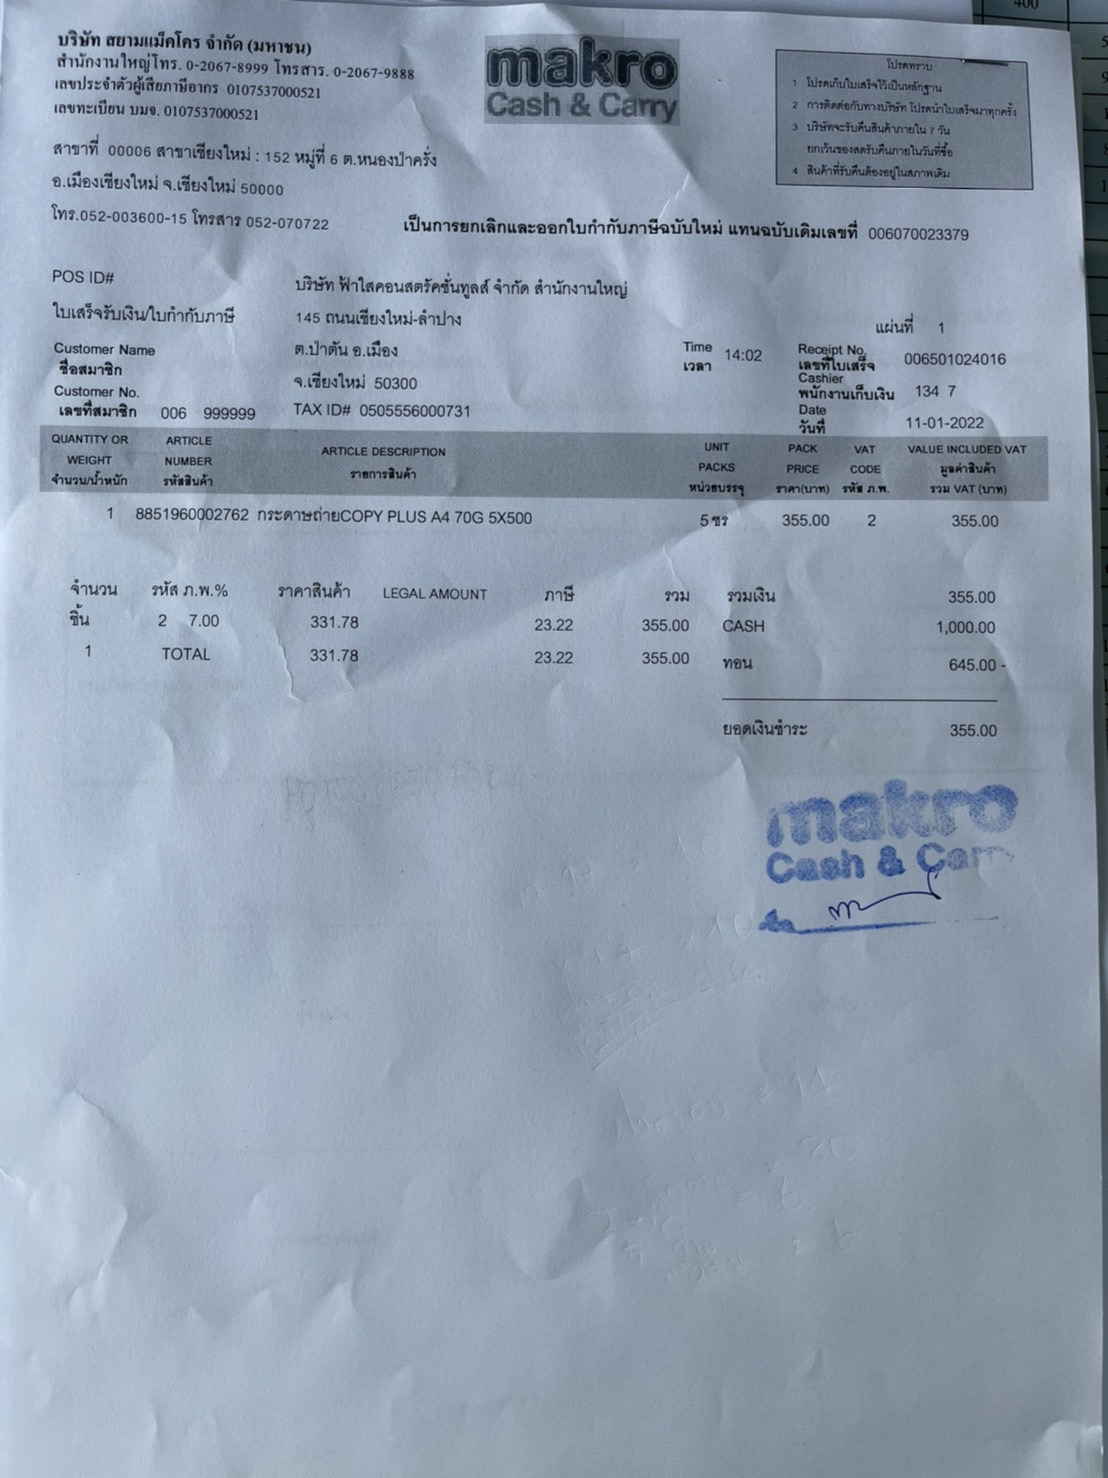 400
บริษัท สยามแม็คโคร จำกัด (มหาชน)
สำนักงานใหญ่โทร. 0-2067-8999 โทรสาร. 0-2067-9888
เลขประจำตัวผู้เสียภาษีอากร 0107537000521
เลขทะเบียน บมจ. 0107537000521
makro
Cash & Carry
โปรดทราบ
1 โปรดเก็บใบเสร็จไว้เป็นหลักฐาน
2 การติดต่อกับทางบริษัท โปรดนำใบเสร็จมาทุกครั้ง
3 บริษัทจะรับคืนสินค้าภายใน 7 วัน
ยกเว้นของสดรับคืนภายในวันที่ซื้อ
4 สินค้าที่รับคืนต้องอยู่ในสภาพเดิม
สาขาที่ 00006 สาขาเชียงใหม่ : 152 หมู่ที่ 6 ต.หนองป่าครั่ง
อ.เมืองเชียงใหม่ จ.เชียงใหม่ 50000
โทร.052-003600-15 โทรสาร 052-070722
เป็นการยกเลิกและออกใบกำกับภาษีฉบับใหม่ แทนฉบับเดิมเลขที่ 006070023379
POS ID#
บริษัท ฟ้าใสคอนสตรัคชั่นทูลส์ จำกัด สำนักงานใหญ่
ใบเสร็จรับเงิน/ใบกำกับภาษี
145 ถนนเชียงใหม่-ลำปาง
แผ่นที่ 1
Customer Name
ชื่อสมาชิก
ต.ป่าตัน อ.เมือง
Time
เวลา 14:02
Receipt No.
เลขที่ใบเสร็จ 006501024016
Customer No.
เลขที่สมาชิก 006 999999
จ.เชียงใหม่ 50300
Cashier
พนักงานเก็บเงิน 134 7
TAX ID# 0505556000731
Date
วันที่ 11-01-2022
QUANTITY OR ARTICLE ARTICLE DESCRIPTION UNIT PACK VAT VALUE INCLUDED VAT
WEIGHT NUMBER รายการสินค้า PACKS PRICE CODE มูลค่าสินค้า
จำนวน/น้ำหนัก รหัสสินค้า หน่วยบรรจุ ราคา(บาท) รหัส ภ.พ. รวม VAT (บาท)
1 8851960002762 กระดาษถ่ายCOPY PLUS A4 70G 5X500 5 ชร 355.00 2 355.00
จำนวน รหัส ภ.พ.% ราคาสินค้า LEGAL AMOUNT ภาษี รวม รวมเงิน 355.00
ชิ้น 2 7.00 331.78 23.22 355.00 CASH 1,000.00
1 TOTAL 331.78 23.22 355.00 ทอน 645.00 -
ยอดเงินชำระ 355.00
makro
Cash & Carry